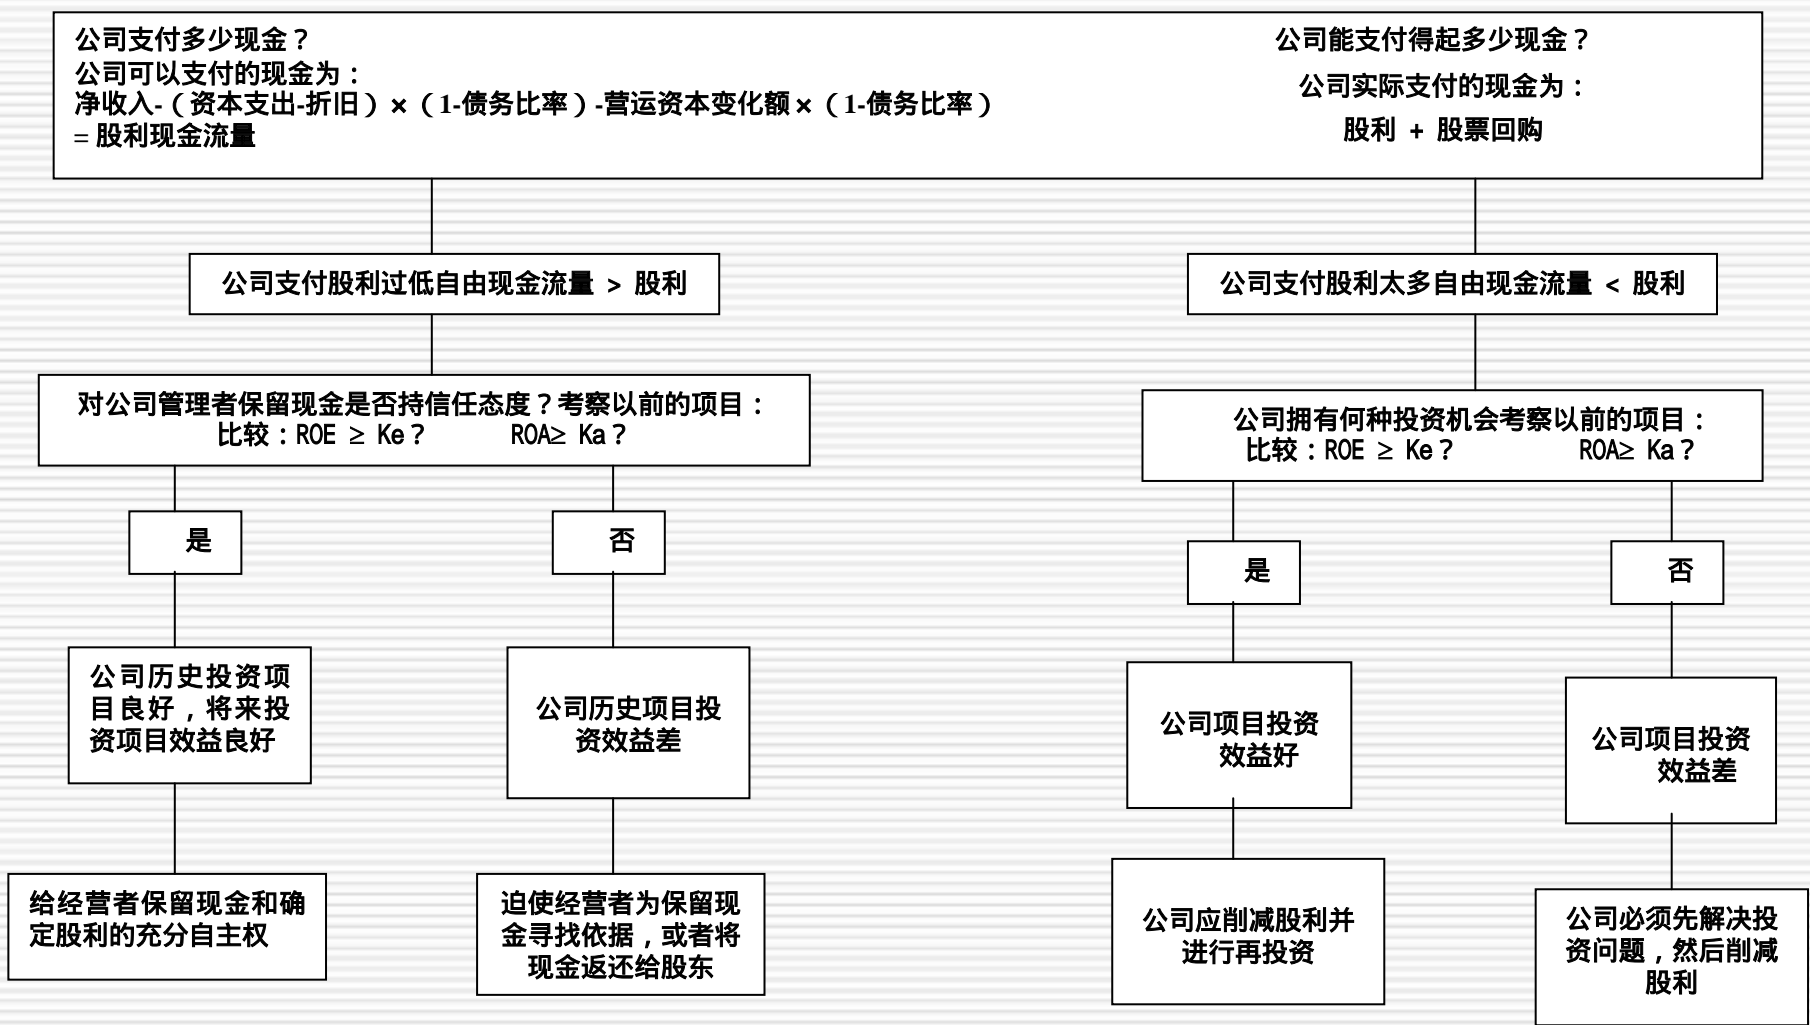 公司支付多少现金？
公司可以支付的现金为：
净收入-（资本支出-折旧）×（1-债务比率）-营运资本变化额×（1-债务比率）
= 股利现金流量
公司能支付得起多少现金？
公司实际支付的现金为：
股利 + 股票回购
公司支付股利过低自由现金流量 > 股利
公司支付股利太多自由现金流量 < 股利
对公司管理者保留现金是否持信任态度？考察以前的项目：
比较：ROE ≥ Ke？ ROA≥ Ka？
公司拥有何种投资机会考察以前的项目：
比较：ROE ≥ Ke？ ROA≥ Ka？
是
否
是
否
公司历史投资项
目良好，将来投
资项目效益良好
公司历史项目投
资效益差
公司项目投资
效益好
公司项目投资
效益差
给经营者保留现金和确
定股利的充分自主权
迫使经营者为保留现
金寻找依据，或者将
现金返还给股东
公司应削减股利并
进行再投资
公司必须先解决投
资问题，然后削减
股利